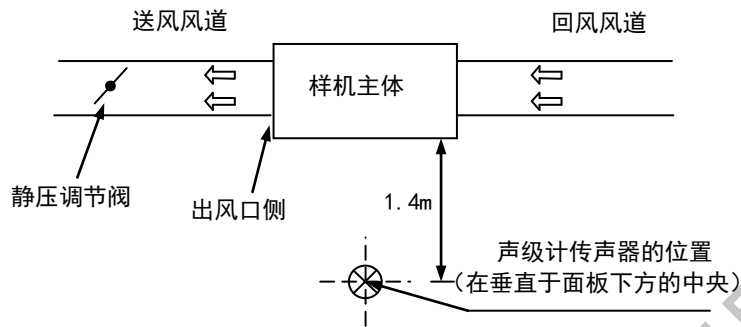 送风风道
回风风道
样机主体
静压调节阀
出风口侧
1.4m
声级计传声器的位置
(在垂直于面板下方的中央)